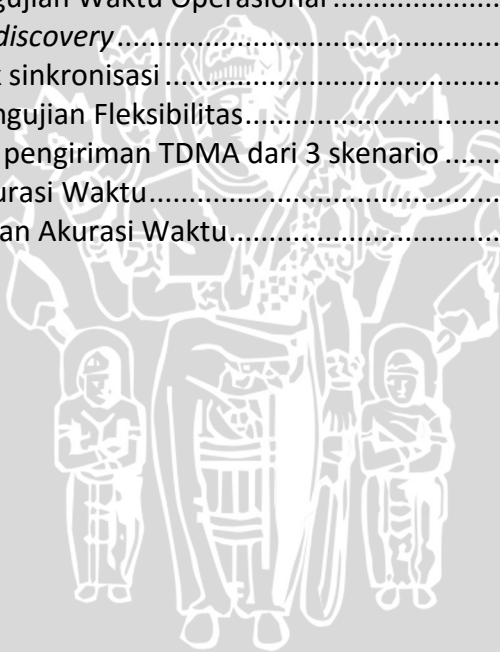 gujian Waktu Operasional ....................
discovery ..................................................
sinkronisasi ............................................
ngujian Fleksibilitas ................................
pengiriman TDMA dari 3 skenario .......
urasi Waktu .............................................
an Akurasi Waktu ...................................